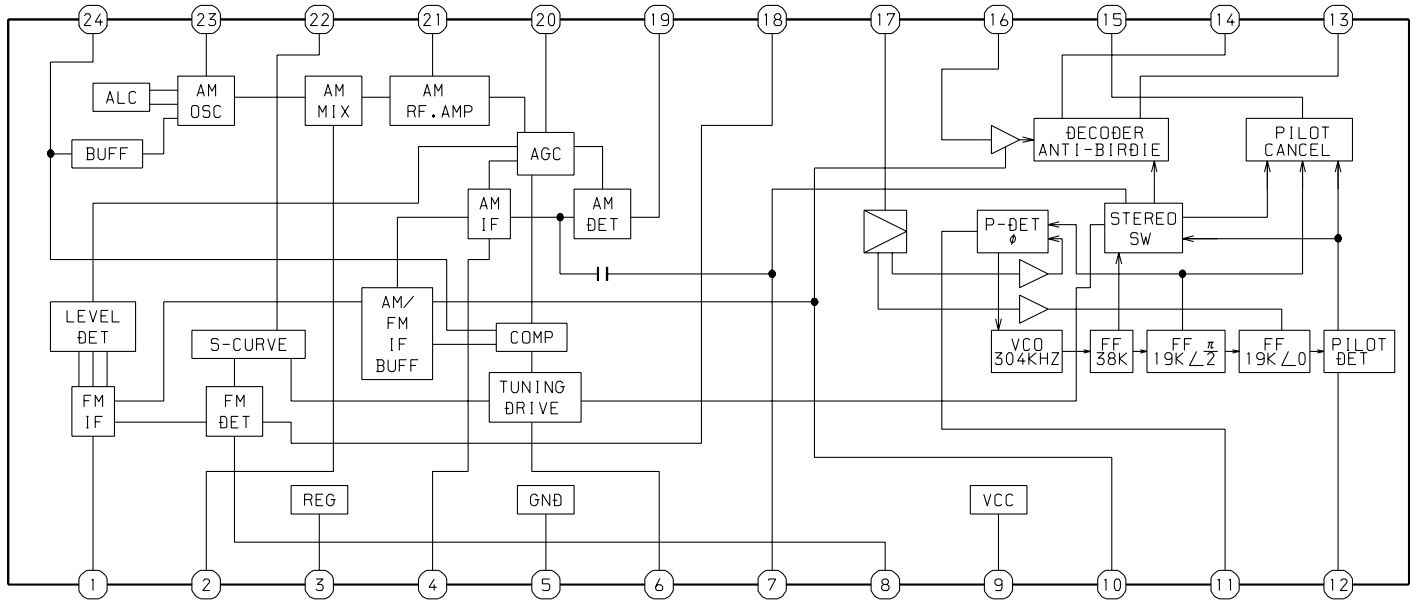 24 23 22 21 20 19 18 17 16 15 14 13
ALC
AM
OSC
AM
MIX
AM
RF.AMP
BUFF
AGC
DECODER
ANTI-BIRDIE
PILOT
CANCEL
AM
IF
AM
DET
P-DET
φ
STEREO
SW
LEVEL
DET
S-CURVE
AM/
FM
IF
BUFF
COMP
VCO
304KHZ
FF
38K
FF
19K∠π/2
FF
19K∠0
PILOT
DET
FM
IF
FM
DET
TUNING
DRIVE
REG
GND
VCC
1 2 3 4 5 6 7 8 9 10 11 12